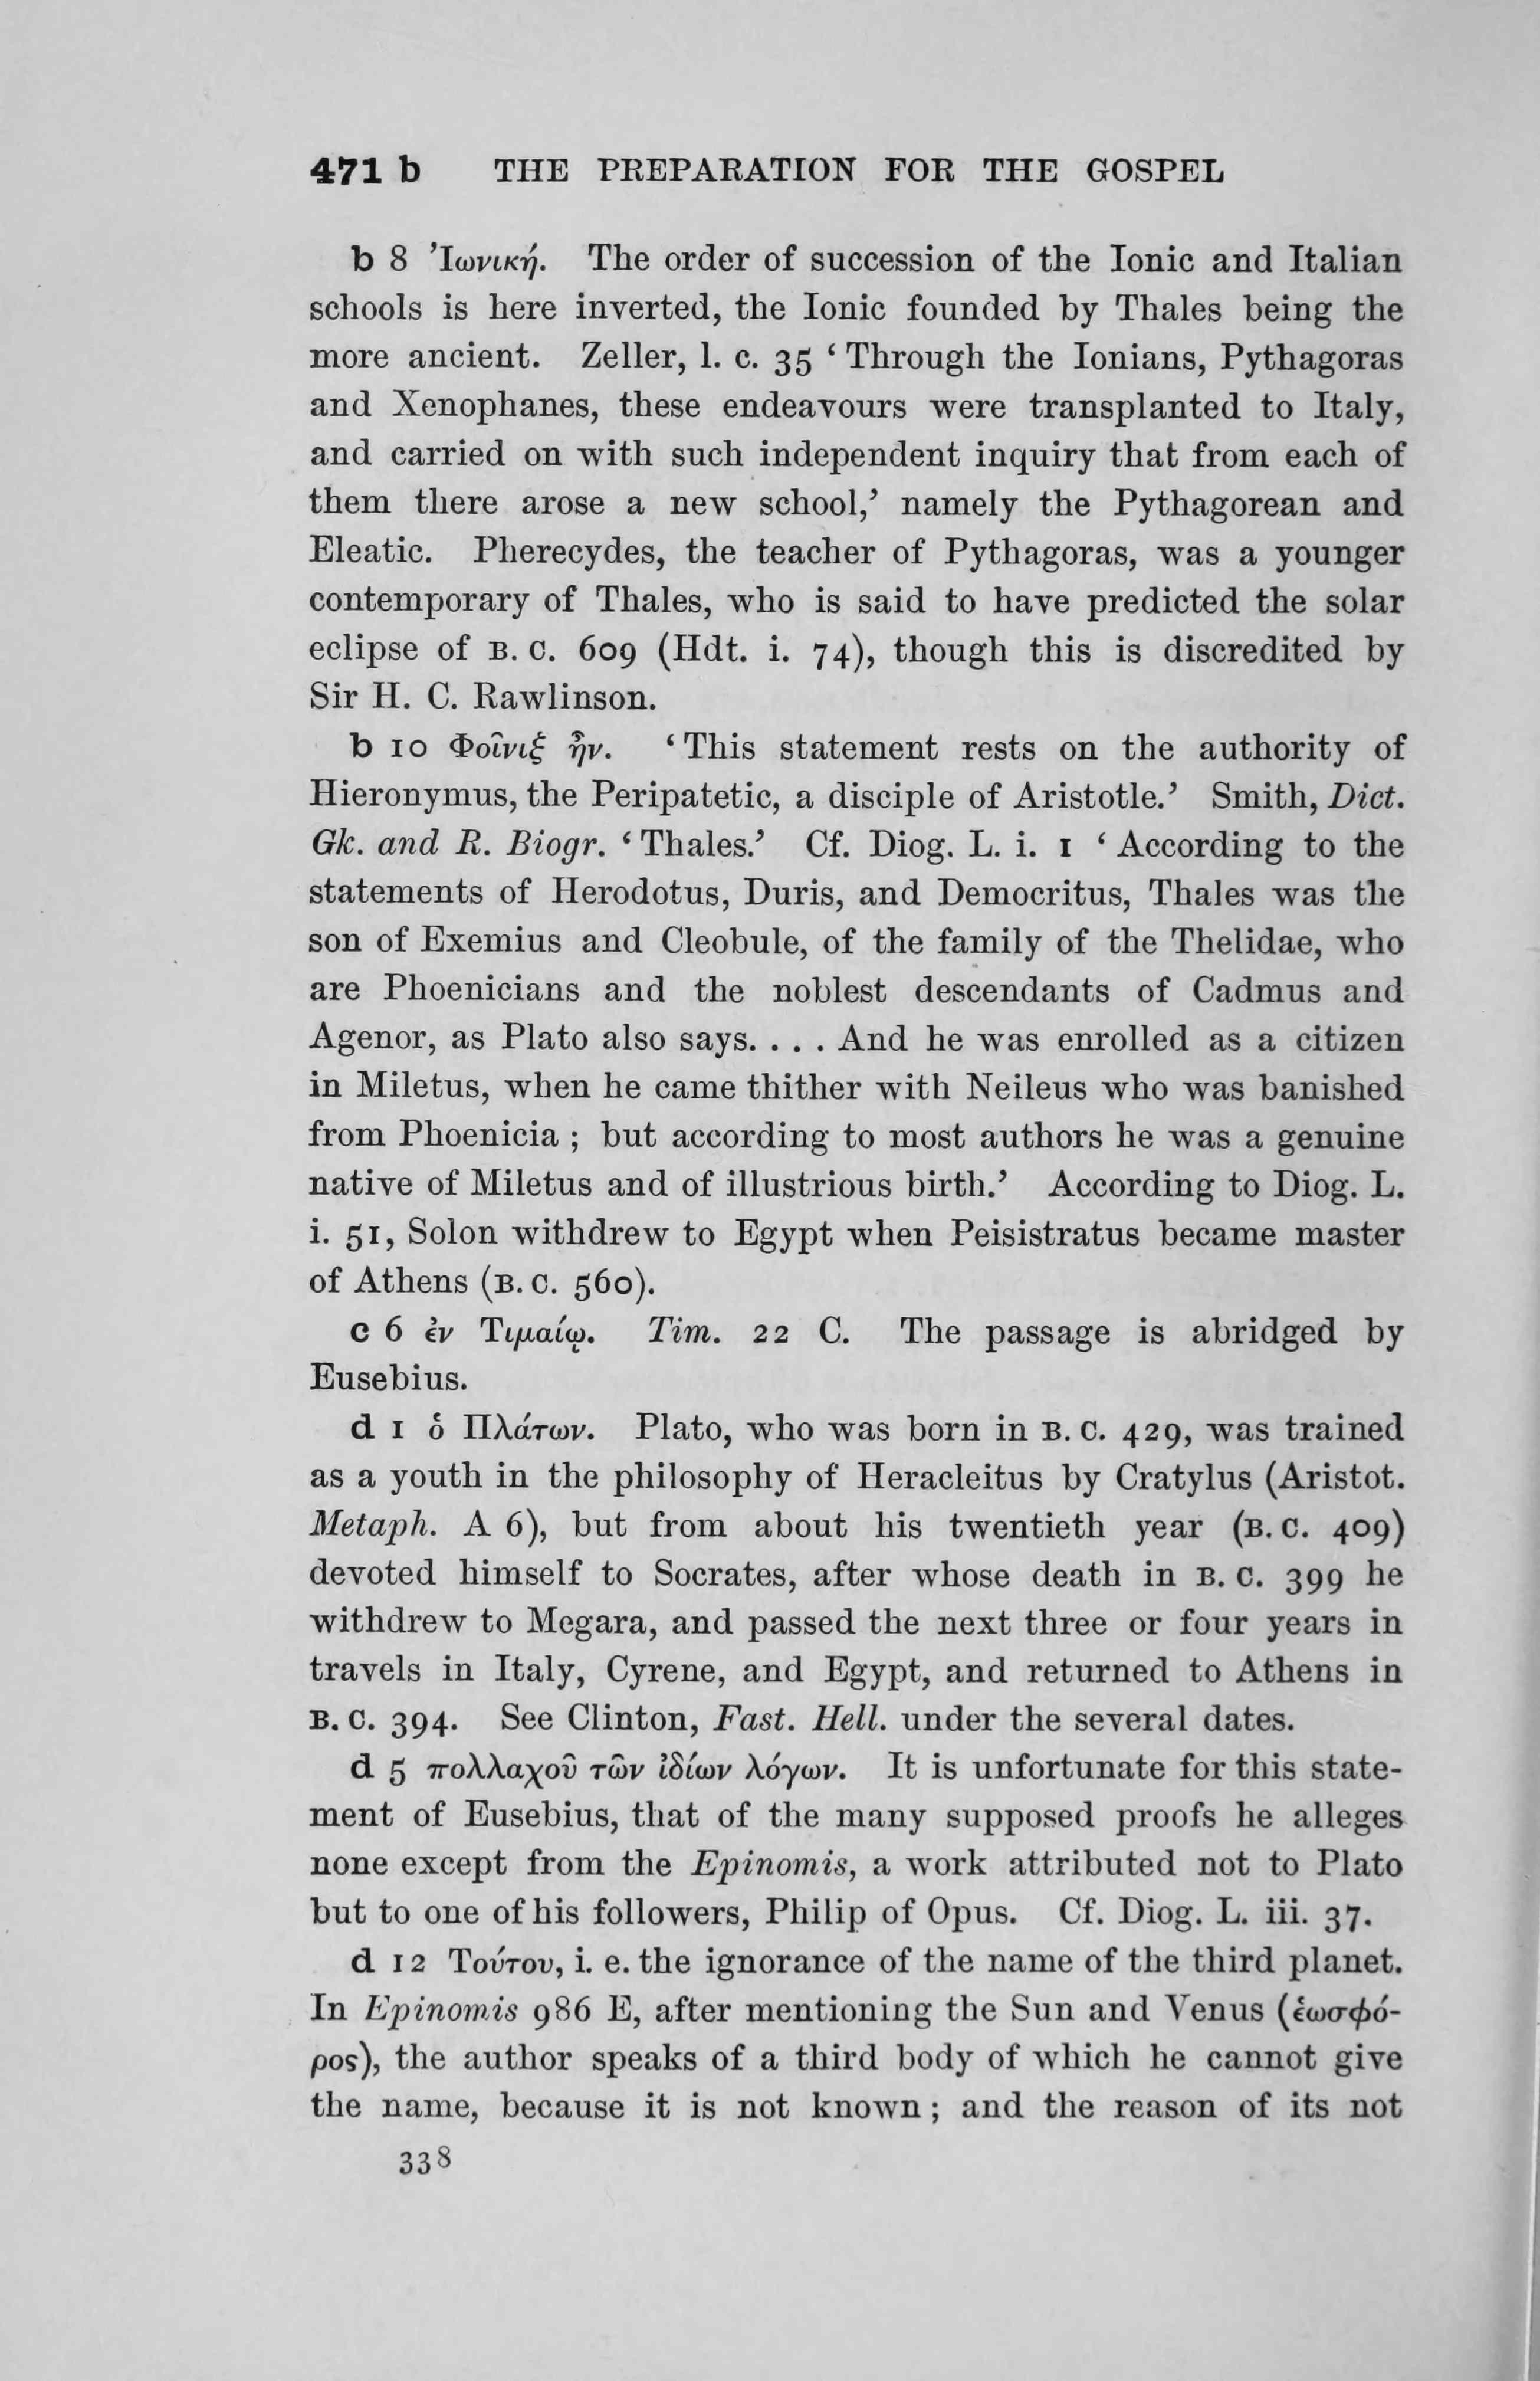 471 b THE PREPARATION FOR THE GOSPEL
b 8 Ἰωνική. The order of succession of the Ionic and Italian
schools is here inverted, the Ionic founded by Thales being the
more ancient. Zeller, l. c. 35 ‘Through the Ionians, Pythagoras
and Xenophanes, these endeavours were transplanted to Italy,
and carried on with such independent inquiry that from each of
them there arose a new school,’ namely the Pythagorean and
Eleatic. Pherecydes, the teacher of Pythagoras, was a younger
contemporary of Thales, who is said to have predicted the solar
eclipse of B. C. 609 (Hdt. i. 74), though this is discredited by
Sir H. C. Rawlinson.
b 10 Φοῖνιξ ἦν. ‘This statement rests on the authority of
Hieronymus, the Peripatetic, a disciple of Aristotle.’ Smith, Dict.
Gk. and R. Biogr. ‘Thales.’ Cf. Diog. L. i. 1 ‘According to the
statements of Herodotus, Duris, and Democritus, Thales was the
son of Exemius and Cleobule, of the family of the Thelidae, who
are Phoenicians and the noblest descendants of Cadmus and
Agenor, as Plato also says. . . . And he was enrolled as a citizen
in Miletus, when he came thither with Neileus who was banished
from Phoenicia ; but according to most authors he was a genuine
native of Miletus and of illustrious birth.’ According to Diog. L.
i. 51, Solon withdrew to Egypt when Peisistratus became master
of Athens (B. C. 560).
c 6 ἐν Τιμαίῳ. Tim. 22 C. The passage is abridged by
Eusebius.
d 1 ὁ Πλάτων. Plato, who was born in B. C. 429, was trained
as a youth in the philosophy of Heracleitus by Cratylus (Aristot.
Metaph. A 6), but from about his twentieth year (B. C. 409)
devoted himself to Socrates, after whose death in B. C. 399 he
withdrew to Megara, and passed the next three or four years in
travels in Italy, Cyrene, and Egypt, and returned to Athens in
B. C. 394. See Clinton, Fast. Hell. under the several dates.
d 5 πολλαχοῦ τῶν ἰδίων λόγων. It is unfortunate for this state-
ment of Eusebius, that of the many supposed proofs he alleges
none except from the Epinomis, a work attributed not to Plato
but to one of his followers, Philip of Opus. Cf. Diog. L. iii. 37.
d 12 Τούτου, i. e. the ignorance of the name of the third planet.
In Epinomis 986 E, after mentioning the Sun and Venus (ἑωσφό-
ρος), the author speaks of a third body of which he cannot give
the name, because it is not known ; and the reason of its not
338